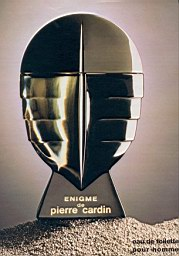 ENIGME
de
pierre cardin
eau de toilette
pour homme